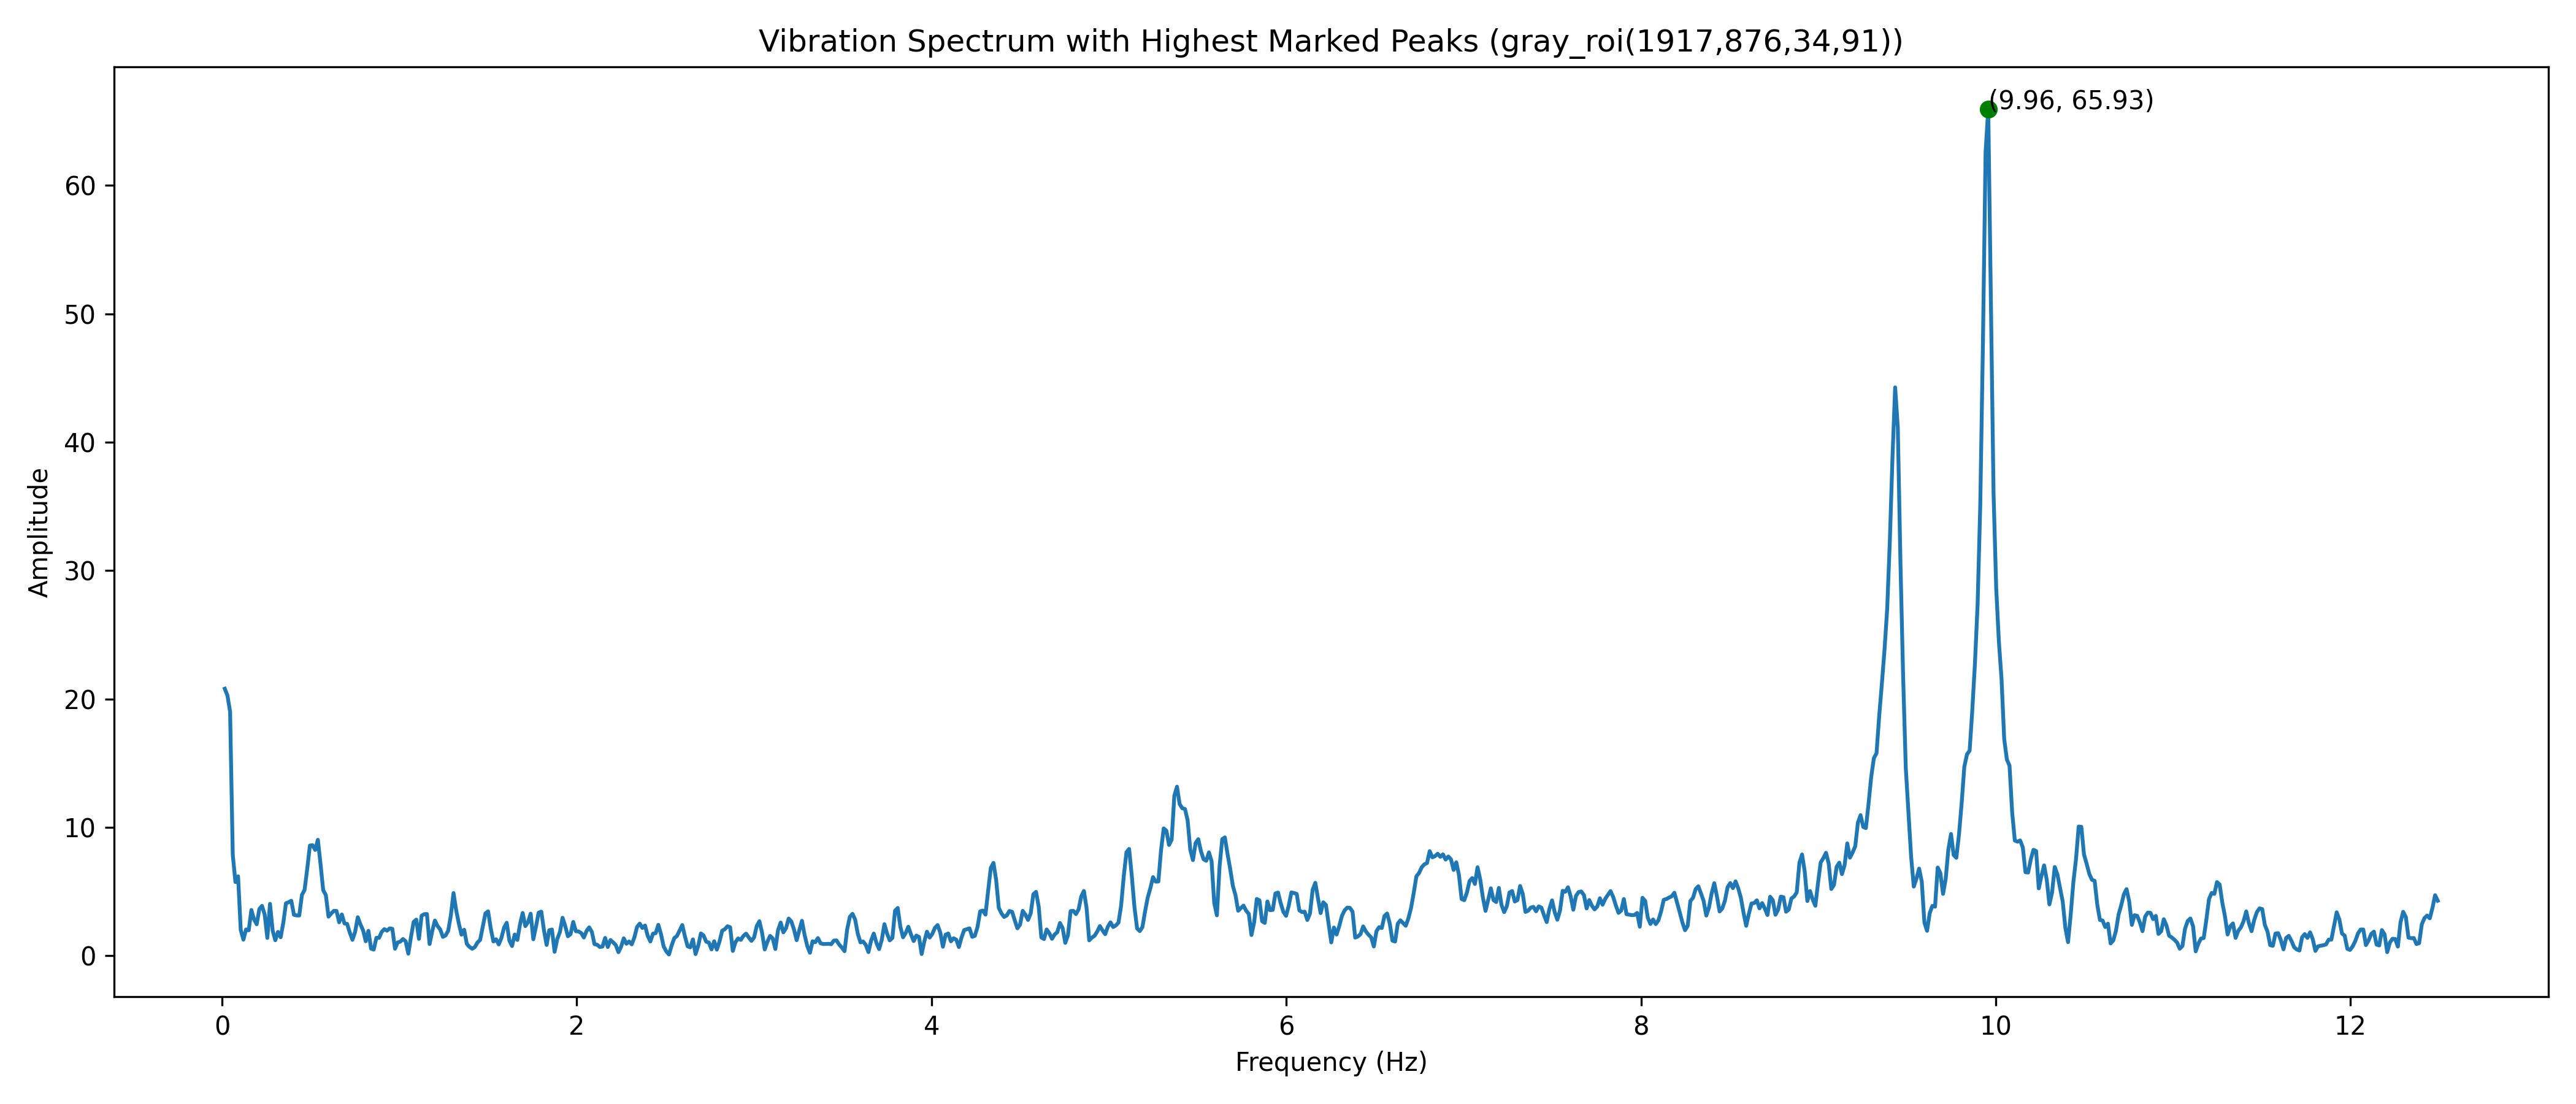 Vibration Spectrum with Highest Marked Peaks (gray_roi(1917,876,34,91))
(9.96, 65.93)
60
50
40
30
20
10
0
Amplitude
0 2 4 6 8 10 12
Frequency (Hz)